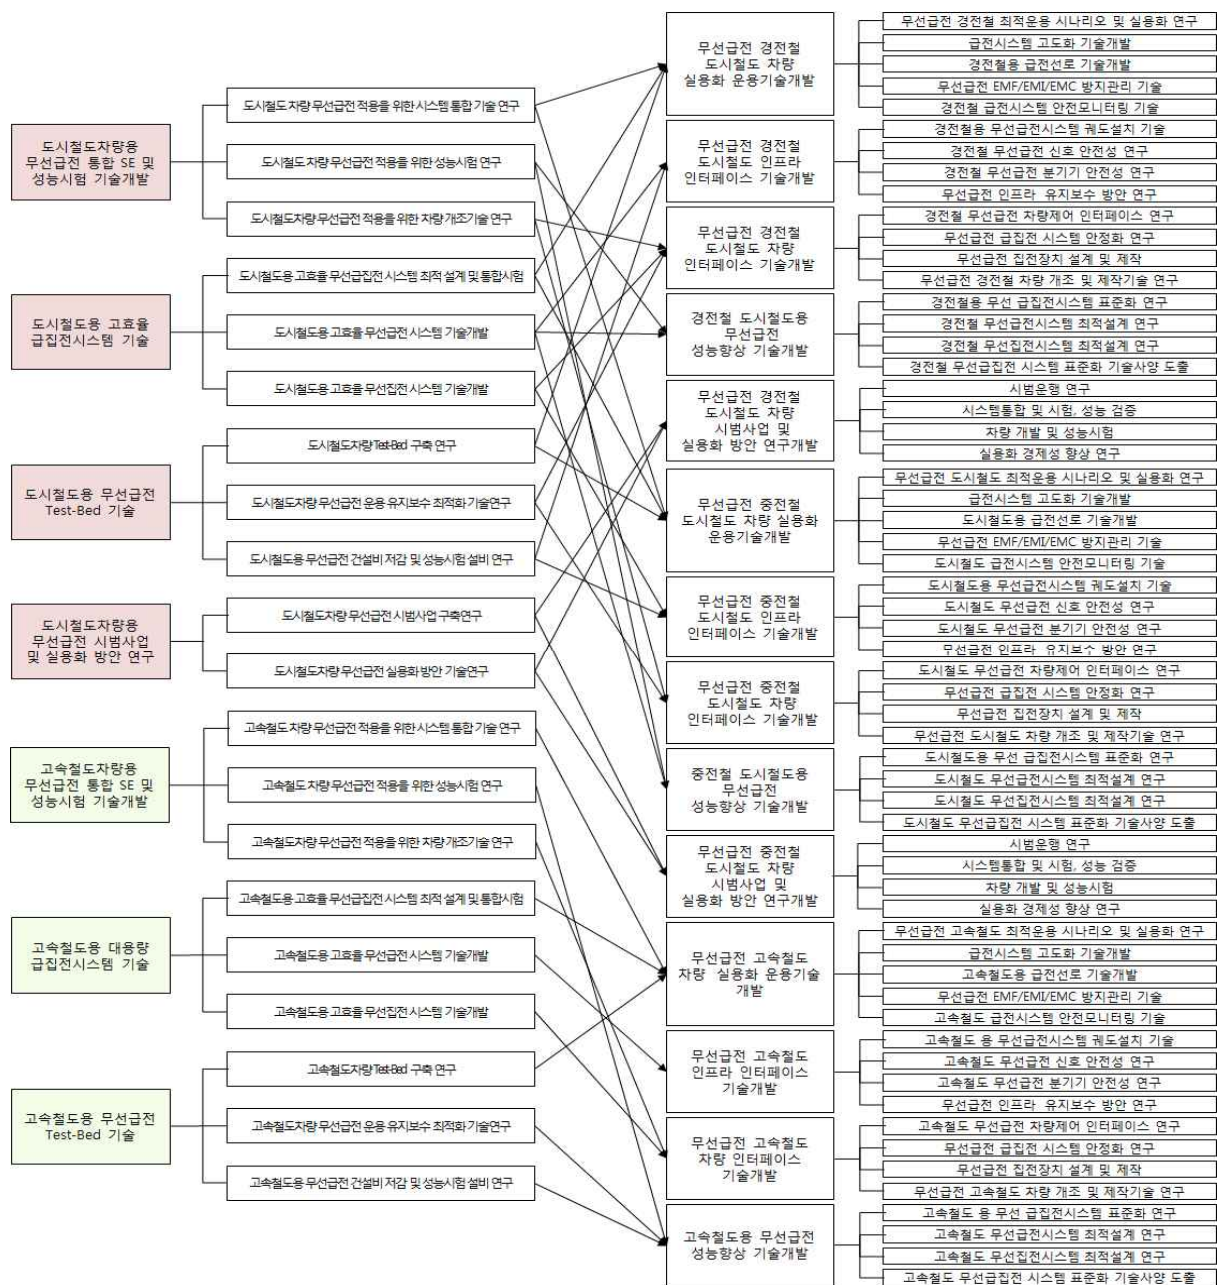 도시철도차량용
무선급전 통합 SE 및
성능시험 기술개발
도시철도용 고효율
급집전시스템 기술
도시철도용 무선급전
Test-Bed 기술
도시철도차량용
무선급전 시범사업
및 실용화 방안 연구
고속철도차량용
무선급전 통합 SE 및
성능시험 기술개발
고속철도용 대용량
급집전시스템 기술
고속철도용 무선급전
Test-Bed 기술
도시철도 차량 무선급전 적용을 위한 시스템 통합 기술 연구
도시철도 차량 무선급전 적용을 위한 성능시험 연구
도시철도차량 무선급전 적용을 위한 차량 개조기술 연구
도시철도용 고효율 무선급집전 시스템 최적 설계 및 통합시험
도시철도용 고효율 무선급전 시스템 기술개발
도시철도용 고효율 무선집전 시스템 기술개발
도시철도차량 Test-Bed 구축 연구
도시철도차량 무선급전 운용 유지보수 최적화 기술연구
도시철도용 무선급전 건설비 저감 및 성능시험 설비 연구
도시철도차량 무선급전 시범사업 구축연구
도시철도차량 무선급전 실용화 방안 기술연구
고속철도 차량 무선급전 적용을 위한 시스템 통합 기술 연구
고속철도 차량 무선급전 적용을 위한 성능시험 연구
고속철도차량 무선급전 적용을 위한 차량 개조기술 연구
고속철도용 고효율 무선급집전 시스템 최적 설계 및 통합시험
고속철도용 고효율 무선급전 시스템 기술개발
고속철도용 고효율 무선집전 시스템 기술개발
고속철도차량 Test-Bed 구축 연구
고속철도차량 무선급전 운용 유지보수 최적화 기술연구
고속철도용 무선급전 건설비 저감 및 성능시험 설비 연구
무선급전 경전철
도시철도 차량
실용화 운용기술개발
무선급전 경전철
도시철도 인프라
인터페이스 기술개발
무선급전 경전철
도시철도 차량
인터페이스 기술개발
경전철 도시철도용
무선급전
성능향상 기술개발
무선급전 경전철
도시철도 차량
시범사업 및
실용화 방안 연구개발
무선급전 중전철
도시철도 차량 실용화
운용기술개발
무선급전 중전철
도시철도 인프라
인터페이스 기술개발
무선급전 중전철
도시철도 차량
인터페이스 기술개발
중전철 도시철도용
무선급전
성능향상 기술개발
무선급전 중전철
도시철도 차량
시범사업 및
실용화 방안 연구개발
무선급전 고속철도
차량 실용화 운용기술
개발
무선급전 고속철도
인프라 인터페이스
기술개발
무선급전 고속철도
차량 인터페이스
기술개발
고속철도용 무선급전
성능향상 기술개발
무선급전 경전철 최적운용 시나리오 및 실용화 연구
급전시스템 고도화 기술개발
경전철용 급전선로 기술개발
무선급전 EMF/EMI/EMC 방지관리 기술
경전철 급전시스템 안전모니터링 기술
경전철용 무선급전시스템 궤도설치 기술
경전철 무선급전 신호 안전성 연구
경전철 무선급전 분기기 안전성 연구
무선급전 인프라 유지보수 방안 연구
경전철 무선급전 차량제어 인터페이스 연구
무선급전 급집전 시스템 안정화 연구
무선급전 집전장치 설계 및 제작
무선급전 경전철 차량 개조 및 제작기술 연구
경전철용 무선 급집전시스템 표준화 연구
경전철 무선급전시스템 최적설계 연구
경전철 무선집전시스템 최적설계 연구
경전철 무선급집전 시스템 표준화 기술사양 도출
시범운행 연구
시스템통합 및 시험, 성능 검증
차량 개발 및 성능시험
실용화 경제성 향상 연구
무선급전 도시철도 최적운용 시나리오 및 실용화 연구
급전시스템 고도화 기술개발
도시철도용 급전선로 기술개발
무선급전 EMF/EMI/EMC 방지관리 기술
도시철도 급전시스템 안전모니터링 기술
도시철도용 무선급전시스템 궤도설치 기술
도시철도 무선급전 신호 안전성 연구
도시철도 무선급전 분기기 안전성 연구
무선급전 인프라 유지보수 방안 연구
도시철도 무선급전 차량제어 인터페이스 연구
무선급전 급집전 시스템 안정화 연구
무선급전 집전장치 설계 및 제작
무선급전 도시철도 차량 개조 및 제작기술 연구
도시철도용 무선 급집전시스템 표준화 연구
도시철도 무선급전시스템 최적설계 연구
도시철도 무선집전시스템 최적설계 연구
도시철도 무선급집전 시스템 표준화 기술사양 도출
시범운행 연구
시스템통합 및 시험, 성능 검증
차량 개발 및 성능시험
실용화 경제성 향상 연구
무선급전 고속철도 최적운용 시나리오 및 실용화 연구
급전시스템 고도화 기술개발
고속철도용 급전선로 기술개발
무선급전 EMF/EMI/EMC 방지관리 기술
고속철도 급전시스템 안전모니터링 기술
고속철도 용 무선급전시스템 궤도설치 기술
고속철도 무선급전 신호 안전성 연구
고속철도 무선급전 분기기 안전성 연구
무선급전 인프라 유지보수 방안 연구
고속철도 무선급전 차량제어 인터페이스 연구
무선급전 급집전 시스템 안정화 연구
무선급전 집전장치 설계 및 제작
무선급전 고속철도 차량 개조 및 제작기술 연구
고속철도 용 무선 급집전시스템 표준화 연구
고속철도 무선급전시스템 최적설계 연구
고속철도 무선집전시스템 최적설계 연구
고속철도 무선급집전 시스템 표준화 기술사양 도출